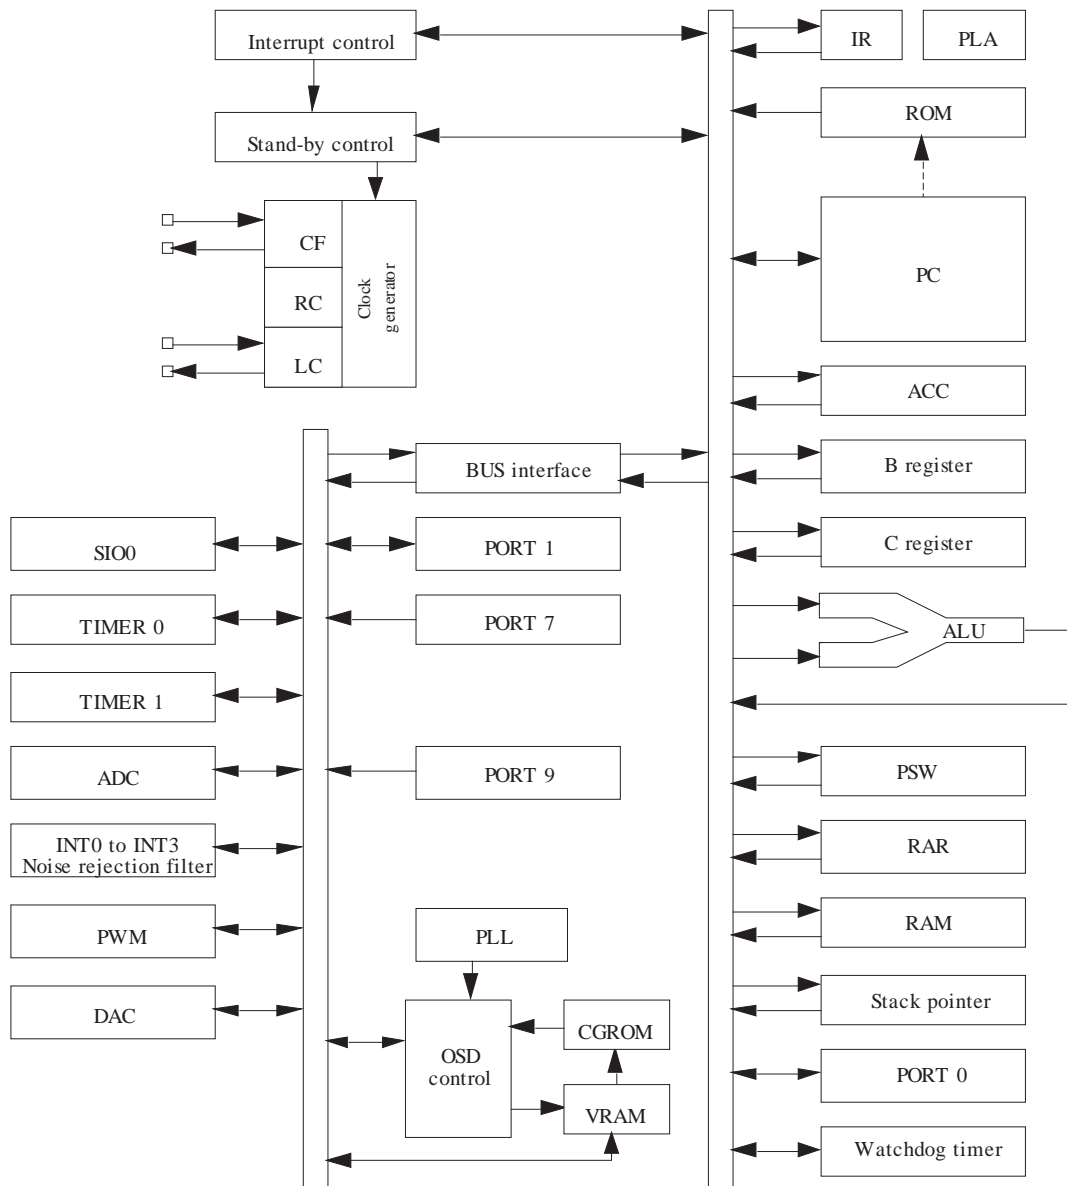 Interrupt control
IR
PLA
Stand-by control
ROM
CF
RC
LC
Clock
generator
PC
ACC
BUS interface
B register
SIO0
PORT 1
C register
TIMER 0
PORT 7
ALU
TIMER 1
ADC
PORT 9
PSW
INT0 to INT3
Noise rejection filter
RAR
PWM
PLL
RAM
DAC
OSD
control
CGROM
VRAM
Stack pointer
PORT 0
Watchdog timer